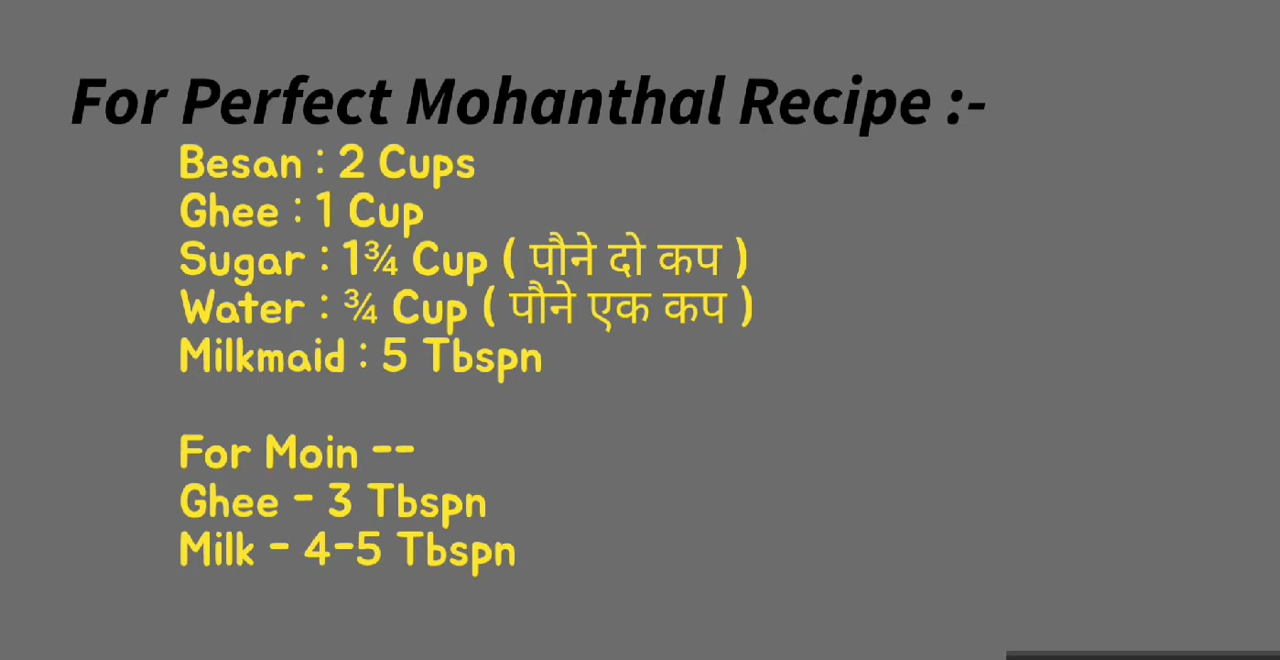 For Perfect Mohanthal Recipe :-
Besan : 2 Cups
Ghee : 1 Cup
Sugar : 1¾ Cup ( पौने दो कप )
Water : ¾ Cup ( पौने एक कप )
Milkmaid : 5 Tbspn
For Moin --
Ghee - 3 Tbspn
Milk - 4-5 Tbspn